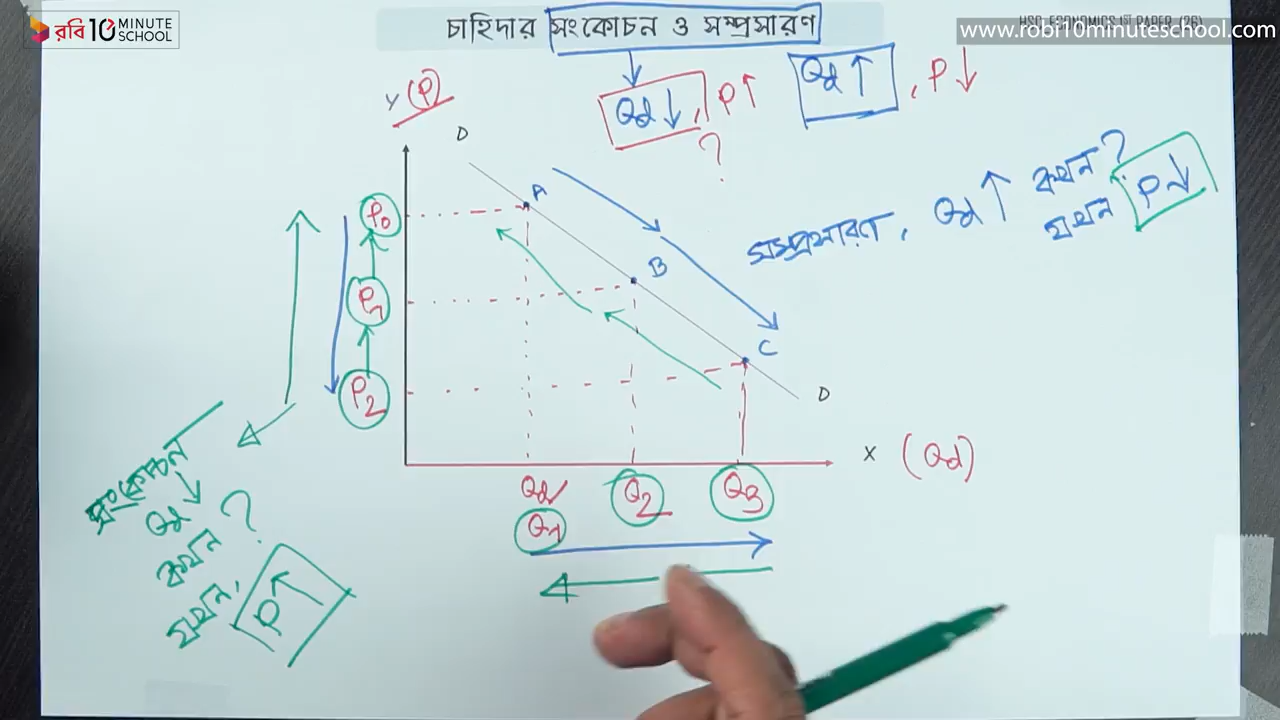 রবি 10 MINUTE SCHOOL
চাহিদার সংকোচন ও সম্প্রসারণ
HSC ECONOMICS 1ST PAPER (26)
www.robi10minuteschool.com
Qd↓, P↑ Qd↑, P↓
?
Y (P)
D
সম্প্রসারণ, Qd↑ কখন?
যখন P↓
A
P0
B
P1
C
P2
D
X (Qd)
সংকোচন
Qd↓
কখন?
যখন, P↑
Qd
Q1 Q2 Q3